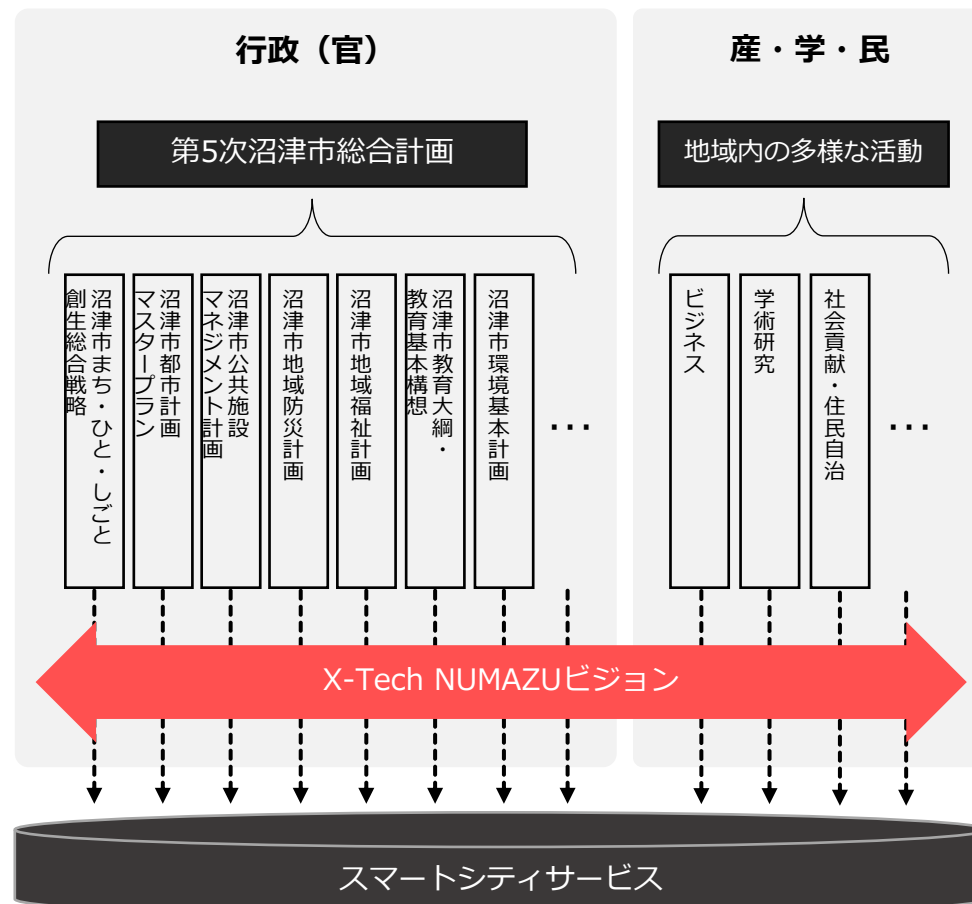 行政（官）
産・学・民
第5次沼津市総合計画
地域内の多様な活動
沼津市まち・ひと・しごと
創生総合戦略
沼津市都市計画
マスタープラン
沼津市公共施設
マネジメント計画
沼津市地域防災計画
沼津市地域福祉計画
沼津市教育大綱・
教育基本構想
沼津市環境基本計画
…
ビジネス
学術研究
社会貢献・住民自治
…
X-Tech NUMAZUビジョン
スマートシティサービス